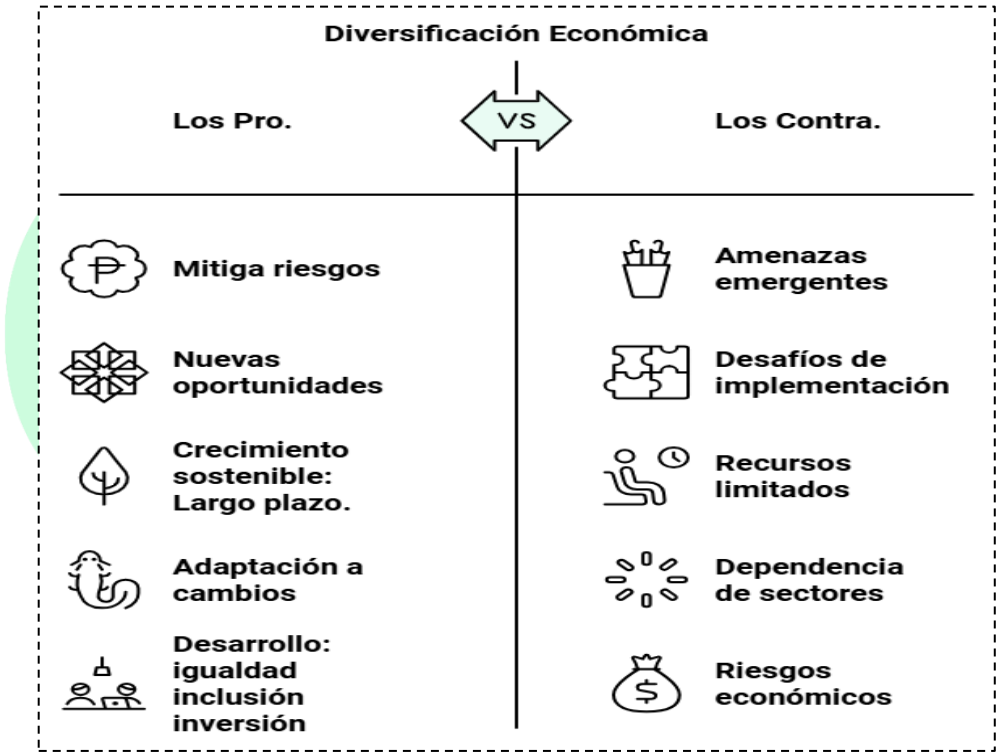 Diversificación Económica
Los Pro.
VS
Los Contra.
Mitiga riesgos
Nuevas
oportunidades
Crecimiento
sostenible:
Largo plazo.
Adaptación a
cambios
Desarrollo:
igualdad
inclusión
inversión
Amenazas
emergentes
Desafíos de
implementación
Recursos
limitados
Dependencia
de sectores
Riesgos
económicos